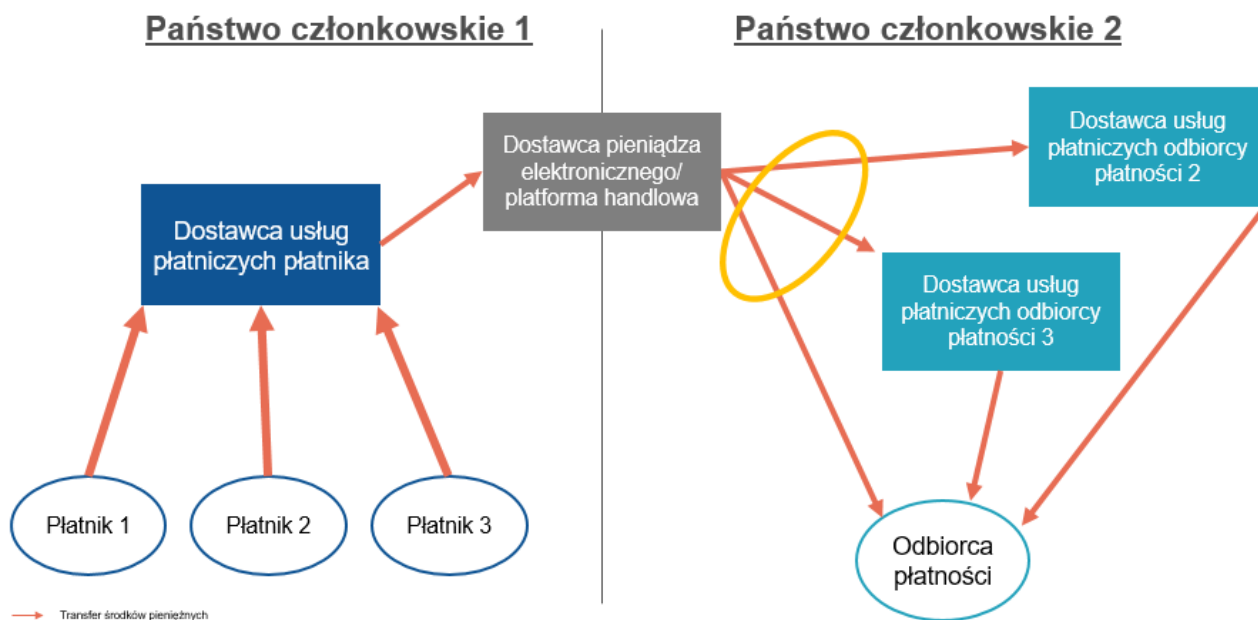 Państwo członkowskie 1
Państwo członkowskie 2
Dostawca pieniądza
elektronicznego/
platforma handlowa
Dostawca usług
płatniczych odbiorcy
płatności 2
Dostawca usług
płatniczych płatnika
Dostawca usług
płatniczych odbiorcy
płatności 3
Płatnik 1
Płatnik 2
Płatnik 3
Odbiorca
płatności
Transfer środków pieniężnych